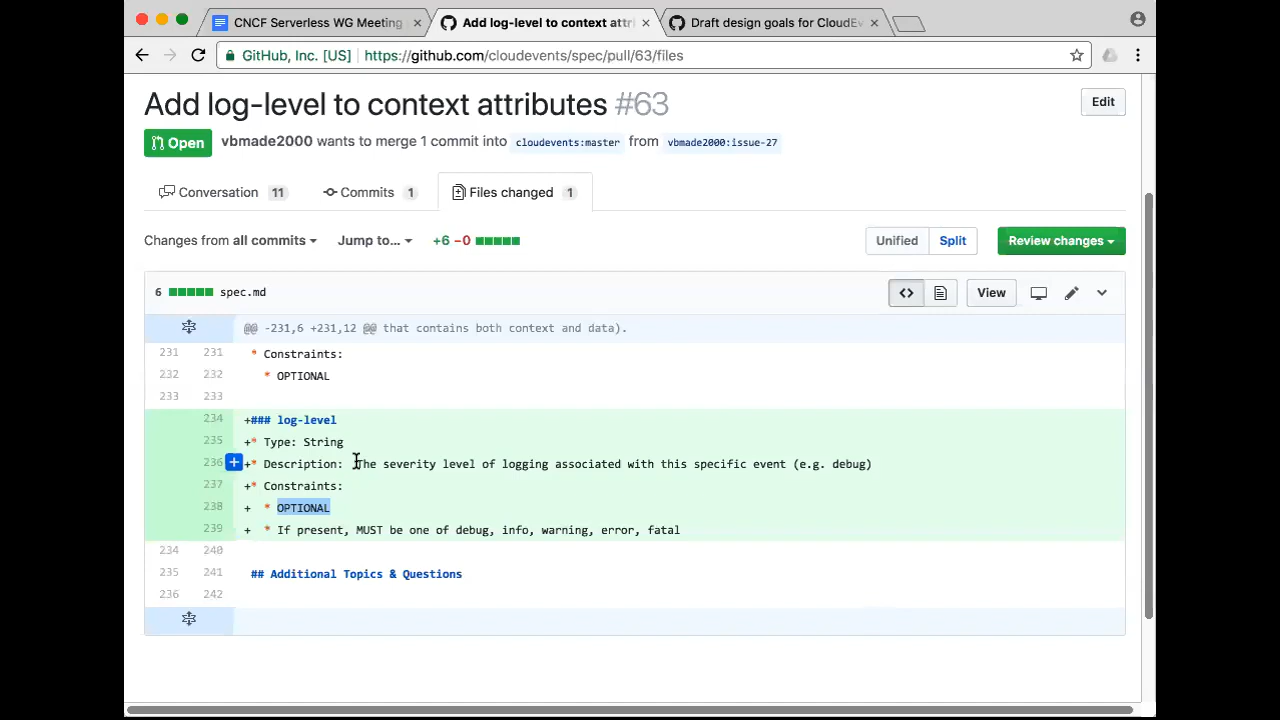 CNCF Serverless WG Meeting
Add log-level to context attri
Draft design goals for CloudEv
GitHub, Inc. [US] https://github.com/cloudevents/spec/pull/63/files
Add log-level to context attributes #63
Edit
Open vbmade2000 wants to merge 1 commit into cloudevents:master from vbmade2000:issue-27
Conversation 11 Commits 1 Files changed 1
Changes from all commits Jump to... +6 −0 Unified Split Review changes
6 spec.md View
@@ -231,6 +231,12 @@ that contains both context and data).
231 231 * Constraints:
232 232 * OPTIONAL
233 233
234 +### log-level
235 +* Type: String
236 +* Description: The severity level of logging associated with this specific event (e.g. debug)
237 +* Constraints:
238 + * OPTIONAL
239 + * If present, MUST be one of debug, info, warning, error, fatal
234 240
235 241 ## Additional Topics & Questions
236 242